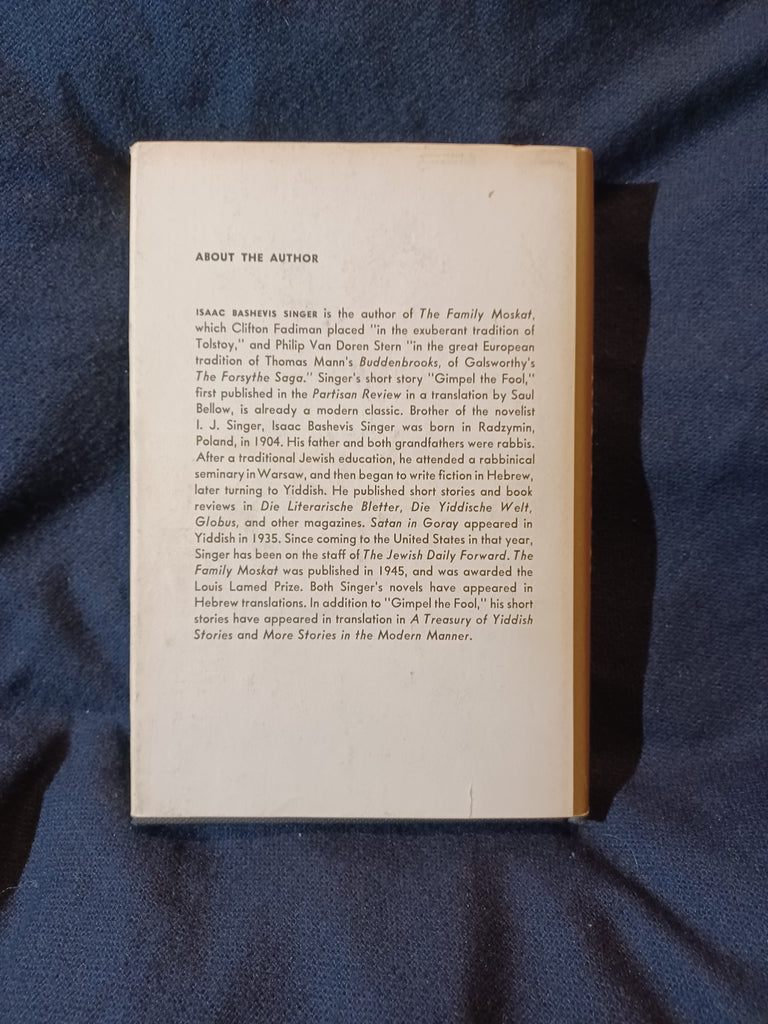 ABOUT THE AUTHOR
ISAAC BASHEVIS SINGER is the author of The Family Moskat,
which Clifton Fadiman placed "in the exuberant tradition of
Tolstoy," and Philip Van Doren Stern "in the great European
tradition of Thomas Mann's Buddenbrooks, of Galsworthy's
The Forsythe Saga." Singer's short story "Gimpel the Fool,"
first published in the Partisan Review in a translation by Saul
Bellow, is already a modern classic. Brother of the novelist
I. J. Singer, Isaac Bashevis Singer was born in Radzymin,
Poland, in 1904. His father and both grandfathers were rabbis.
After a traditional Jewish education, he attended a rabbinical
seminary in Warsaw, and then began to write fiction in Hebrew,
later turning to Yiddish. He published short stories and book
reviews in Die Literarische Bletter, Die Yiddische Welt,
Globus, and other magazines. Satan in Goray appeared in
Yiddish in 1935. Since coming to the United States in that year,
Singer has been on the staff of The Jewish Daily Forward. The
Family Moskat was published in 1945, and was awarded the
Louis Lamed Prize. Both Singer's novels have appeared in
Hebrew translations. In addition to "Gimpel the Fool," his short
stories have appeared in translation in A Treasury of Yiddish
Stories and More Stories in the Modern Manner.